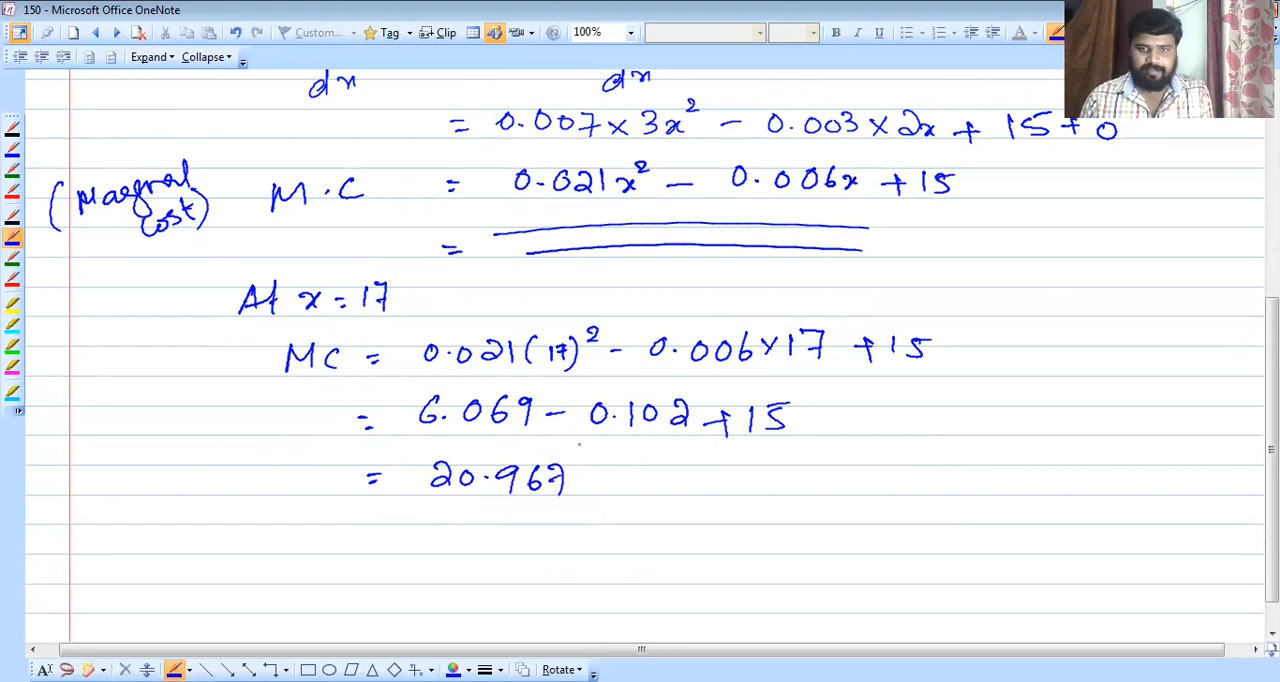 150 - Microsoft Office OneNote
Custom... Tag Clip 100% B I U A
Expand Collapse
dx dx
= 0.007 × 3x² - 0.003 × 2x + 15 + 0
(Marginal cost) M.C = 0.021x² - 0.006x + 15
=
At x = 17
MC = 0.021(17)² - 0.006×17 + 15
= 6.069 - 0.102 + 15
= 20.967
Rotate